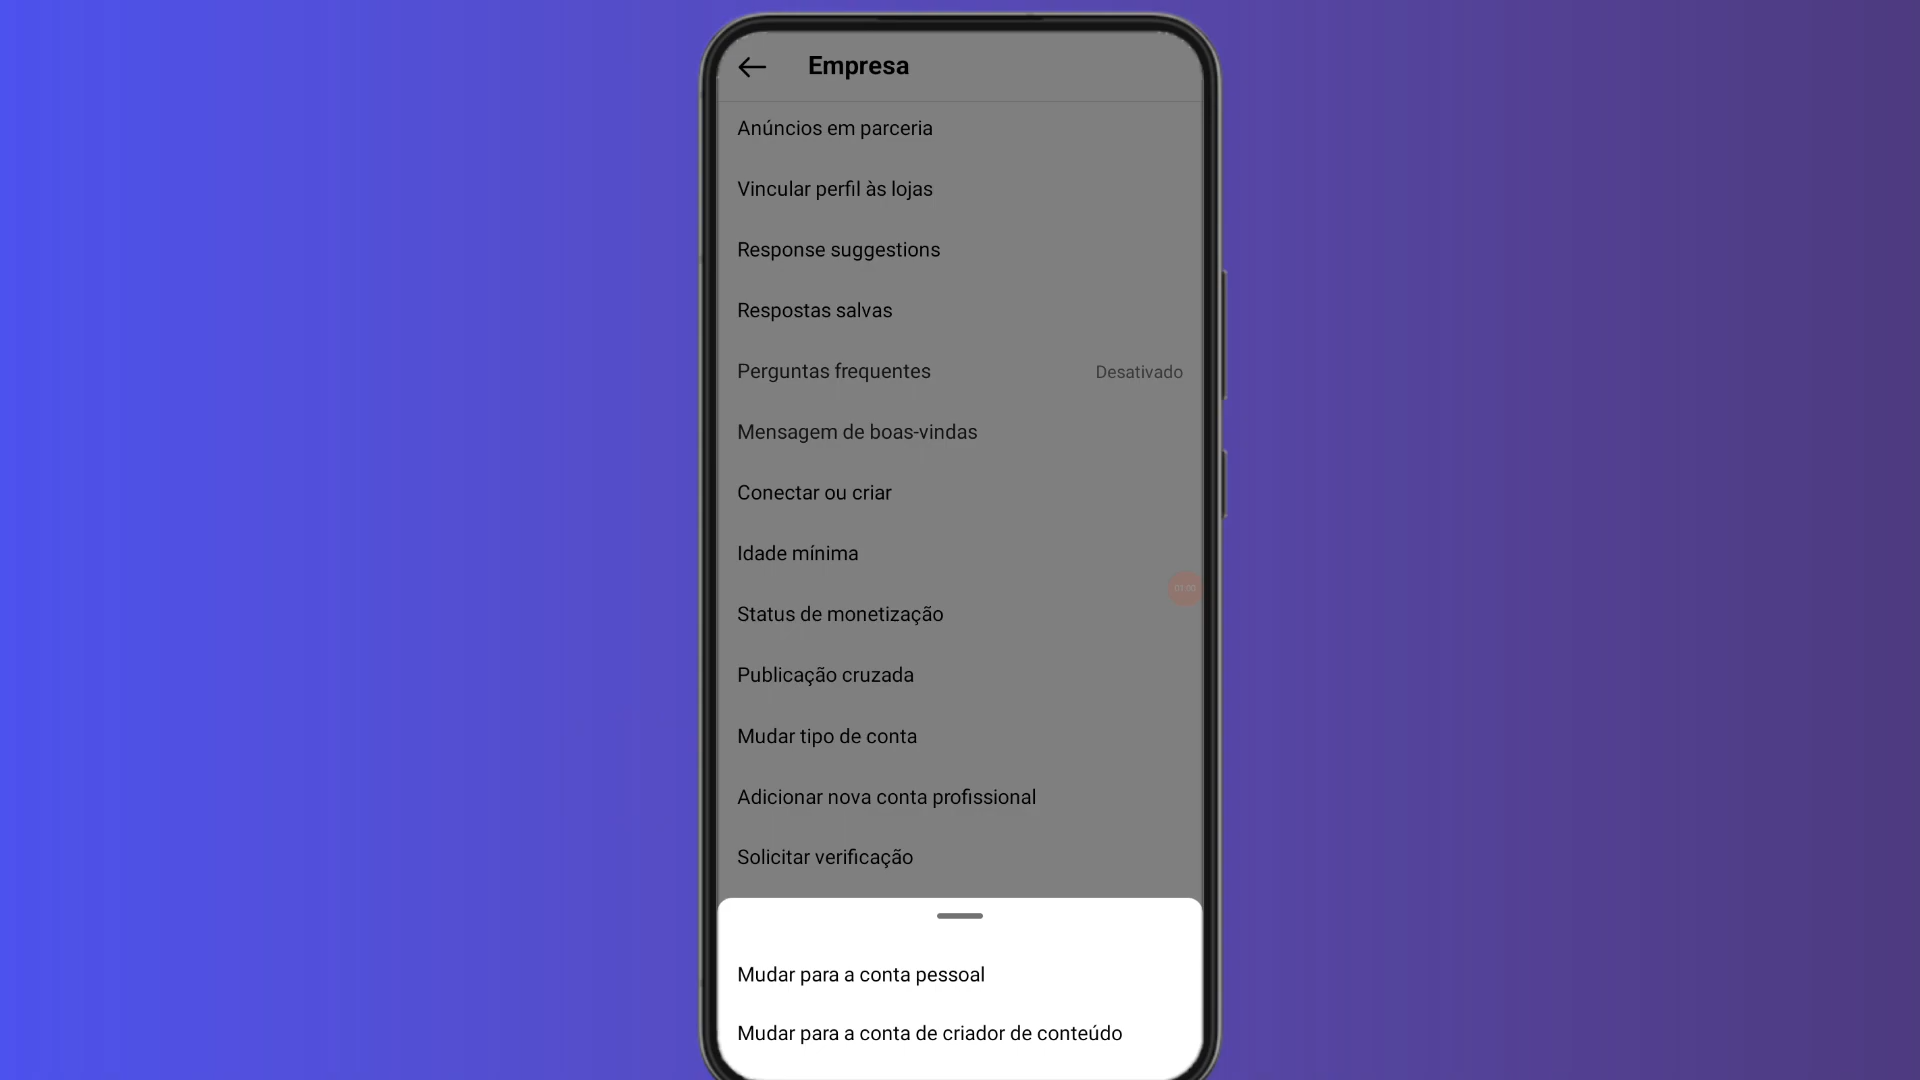 Empresa
Anúncios em parceria
Vincular perfil às lojas
Response suggestions
Respostas salvas
Perguntas frequentes Desativado
Mensagem de boas-vindas
Conectar ou criar
Idade mínima
Status de monetização
Publicação cruzada
Mudar tipo de conta
Adicionar nova conta profissional
Solicitar verificação
Mudar para a conta pessoal
Mudar para a conta de criador de conteúdo